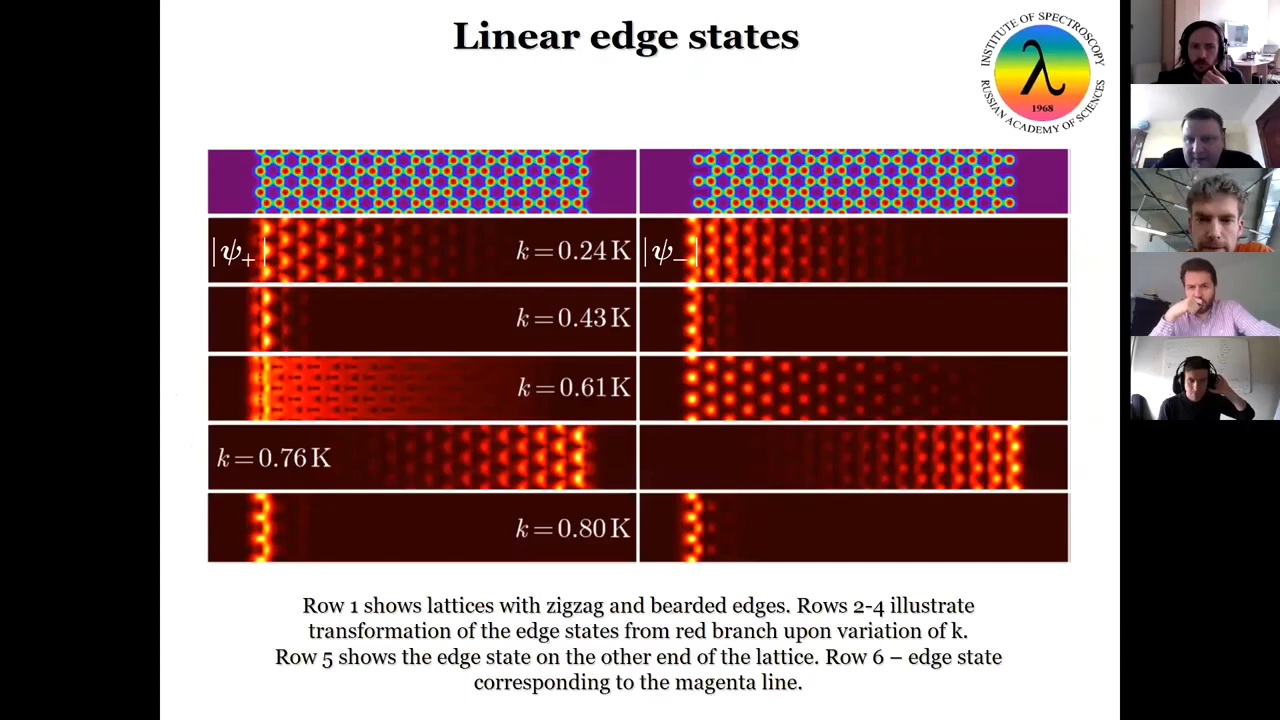 Linear edge states
INSTITUTE OF SPECTROSCOPY
RUSSIAN ACADEMY OF SCIENCES
λ
1968
|ψ₊|
k = 0.24 K
|ψ₋|
k = 0.43 K
k = 0.61 K
k = 0.76 K
k = 0.80 K
Row 1 shows lattices with zigzag and bearded edges. Rows 2-4 illustrate
transformation of the edge states from red branch upon variation of k.
Row 5 shows the edge state on the other end of the lattice. Row 6 – edge state
corresponding to the magenta line.